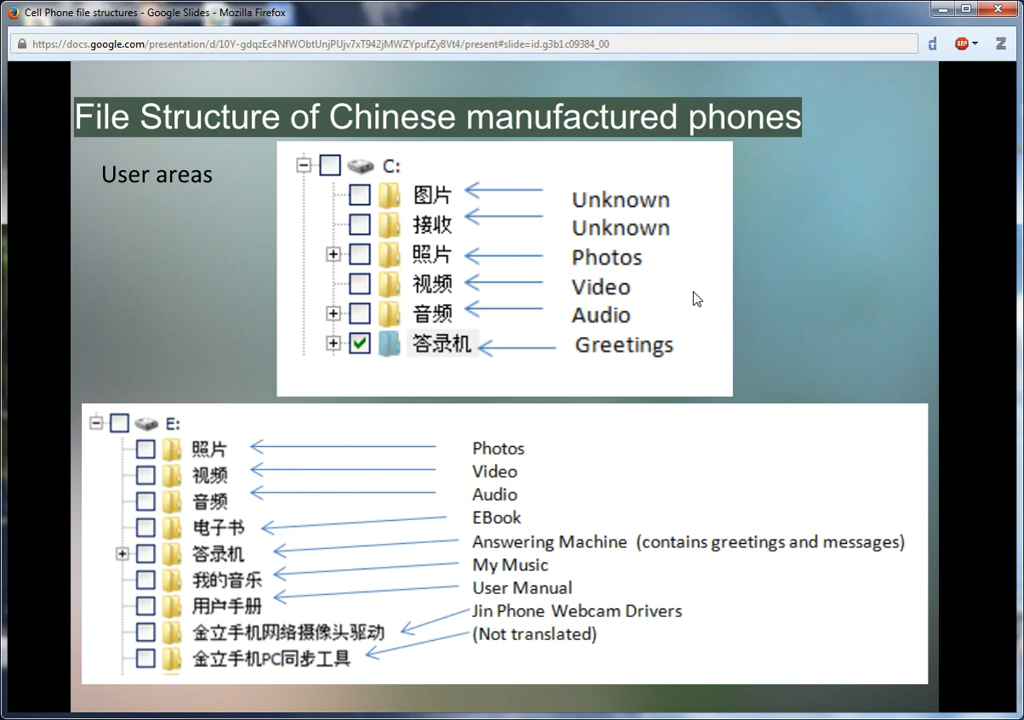 Cell Phone file structures - Google Slides - Mozilla Firefox
https://docs.google.com/presentation/d/10Y-gdqzEc4NfWObtUnjPUjv7xT942jMWZYpufZy8Vt4/present#slide=id.g3b1c09384_00
ABP
File Structure of Chinese manufactured phones
User areas
C:
图片 Unknown
接收 Unknown
照片 Photos
视频 Video
音频 Audio
答录机 Greetings
E:
照片 Photos
视频 Video
音频 Audio
电子书 EBook
答录机 Answering Machine (contains greetings and messages)
我的音乐 My Music
用户手册 User Manual
金立手机网络摄像头驱动 Jin Phone Webcam Drivers
金立手机PC同步工具 (Not translated)